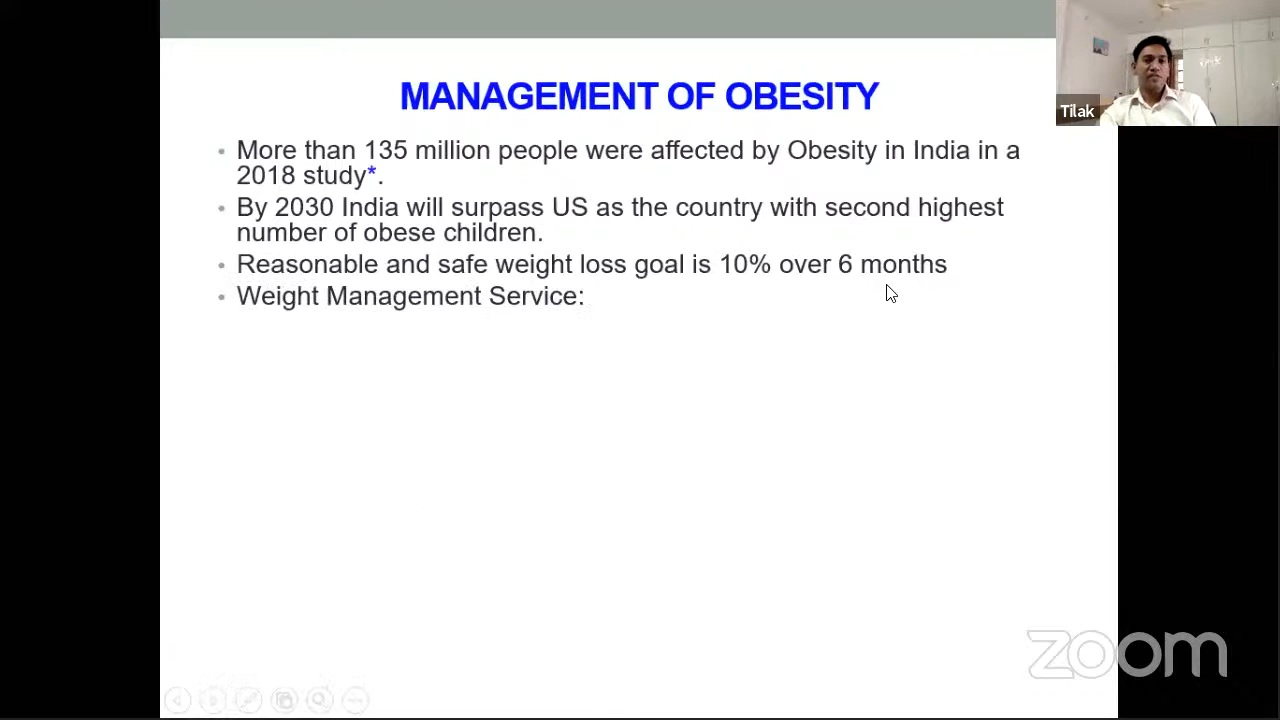 MANAGEMENT OF OBESITY
• More than 135 million people were affected by Obesity in India in a
2018 study*.
• By 2030 India will surpass US as the country with second highest
number of obese children.
• Reasonable and safe weight loss goal is 10% over 6 months
• Weight Management Service:
Tilak
zoom